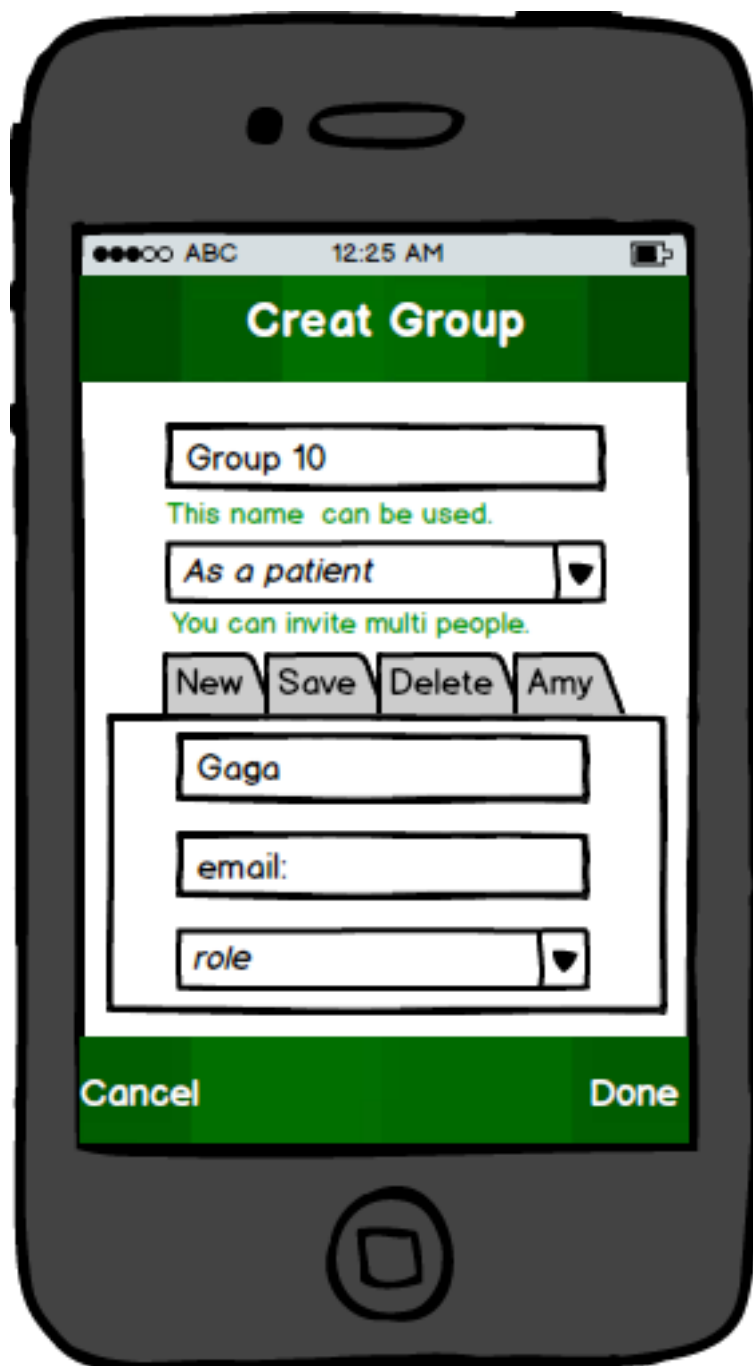 ABC 12:25 AM
Creat Group
Group 10
This name can be used.
As a patient
You can invite multi people.
New Save Delete Amy
Gaga
email:
role
Cancel Done